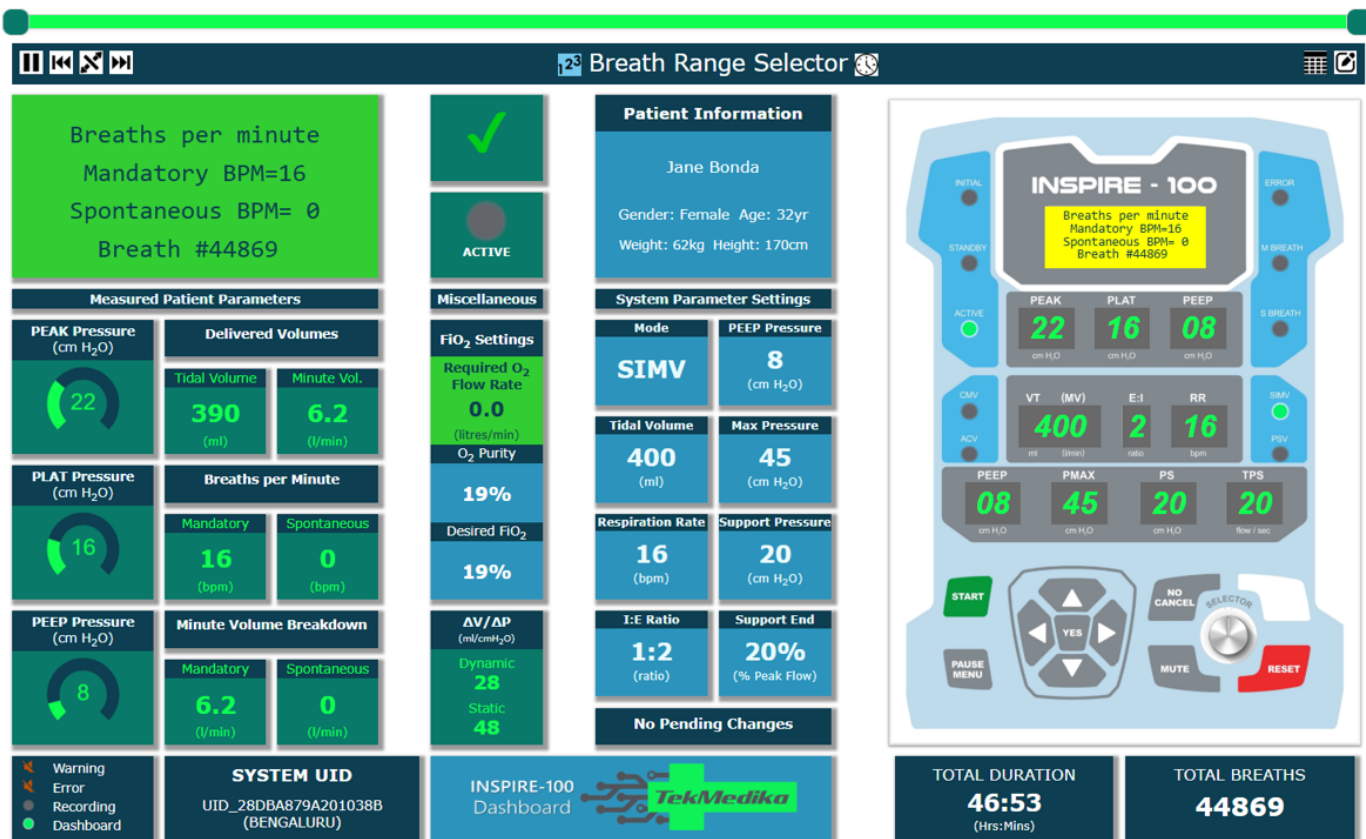 Breath Range Selector
Breaths per minute
Mandatory BPM=16
Spontaneous BPM= 0
Breath #44869
ACTIVE
Patient Information
Jane Bonda
Gender: Female Age: 32yr
Weight: 62kg Height: 170cm
Measured Patient Parameters
PEAK Pressure
(cm H₂O)
22
Delivered Volumes
Tidal Volume
390
(ml)
Minute Vol.
6.2
(l/min)
PLAT Pressure
(cm H₂O)
16
Breaths per Minute
Mandatory
16
(bpm)
Spontaneous
0
(bpm)
PEEP Pressure
(cm H₂O)
8
Minute Volume Breakdown
Mandatory
6.2
(l/min)
Spontaneous
0
(l/min)
Miscellaneous
FiO₂ Settings
Required O₂
Flow Rate
0.0
(litres/min)
O₂ Purity
19%
Desired FiO₂
19%
ΔV/ΔP
(ml/cmH₂O)
Dynamic
28
Static
48
System Parameter Settings
Mode
SIMV
PEEP Pressure
8
(cm H₂O)
Tidal Volume
400
(ml)
Max Pressure
45
(cm H₂O)
Respiration Rate
16
(bpm)
Support Pressure
20
(cm H₂O)
I:E Ratio
1:2
(ratio)
Support End
20%
(% Peak Flow)
No Pending Changes
INSPIRE - 100
Breaths per minute
Mandatory BPM=16
Spontaneous BPM= 0
Breath #44869
INITIAL
STANDBY
ACTIVE
ERROR
M BREATH
S BREATH
PEAK PLAT PEEP
22 16 08
cm H₂O cm H₂O cm H₂O
CMV
ACV
VT (MV) E:I RR
400 2 16
ml (l/min) ratio bpm
SIMV
PSV
PEEP PMAX PS TPS
08 45 20 20
cm H₂O cm H₂O cm H₂O flow / sec
START
PAUSE
MENU
YES
NO
CANCEL
SELECTOR
MUTE
RESET
Warning
Error
Recording
Dashboard
SYSTEM UID
UID_28DBA879A201038B
(BENGALURU)
INSPIRE-100
Dashboard
TekMedika
TOTAL DURATION
46:53
(Hrs:Mins)
TOTAL BREATHS
44869